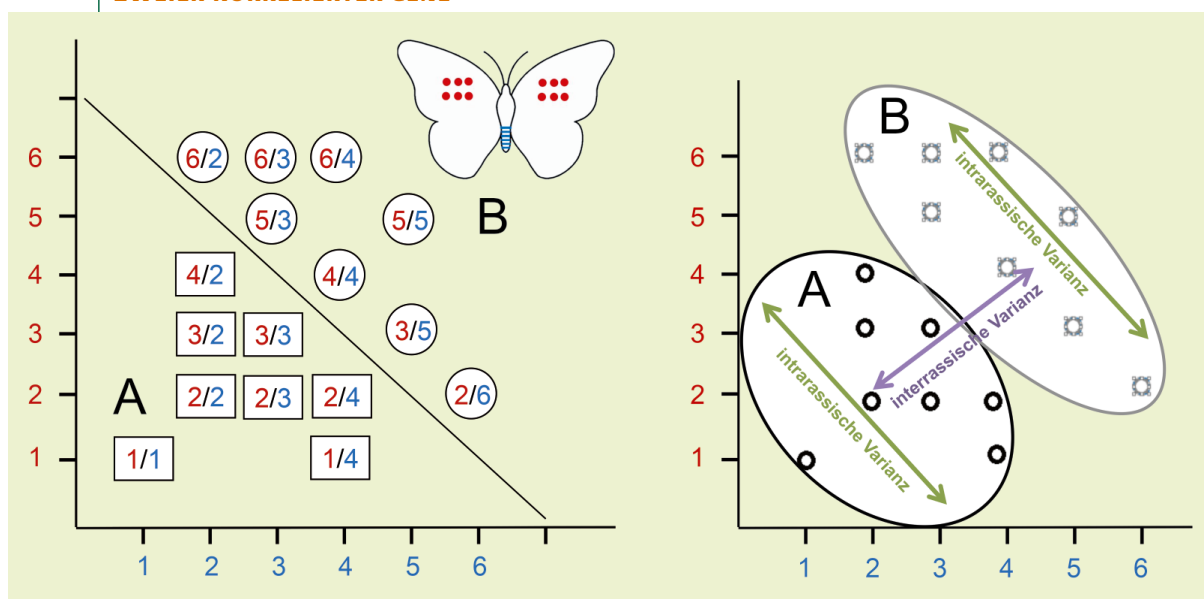 6
5
4
3
2
1
6/2 6/3 6/4
5/3 5/5
B
4/2 4/4
3/2 3/3 3/5
A
2/2 2/3 2/4 2/6
1/1 1/4
1 2 3 4 5 6
6
5
4
3
2
1
B
intrarassische Varianz
A
interrassische Varianz
intrarassische Varianz
1 2 3 4 5 6